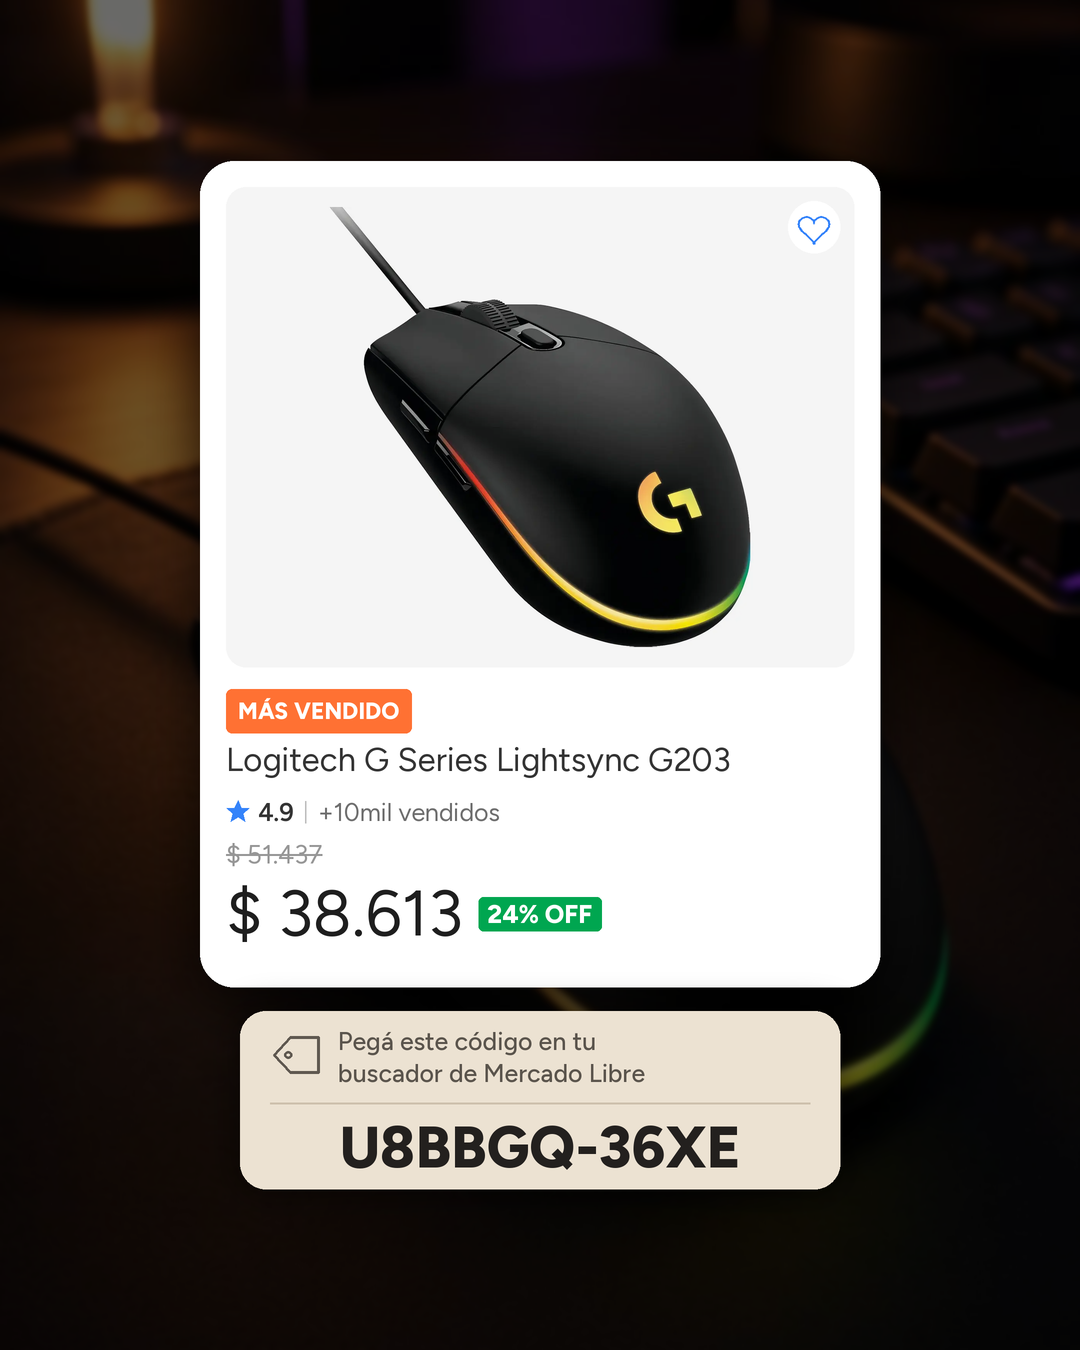 MÁS VENDIDO
Logitech G Series Lightsync G203
4.9 | +10mil vendidos
$ 51.437
$ 38.613 24% OFF
Pegá este código en tu
buscador de Mercado Libre
U8BBGQ-36XE